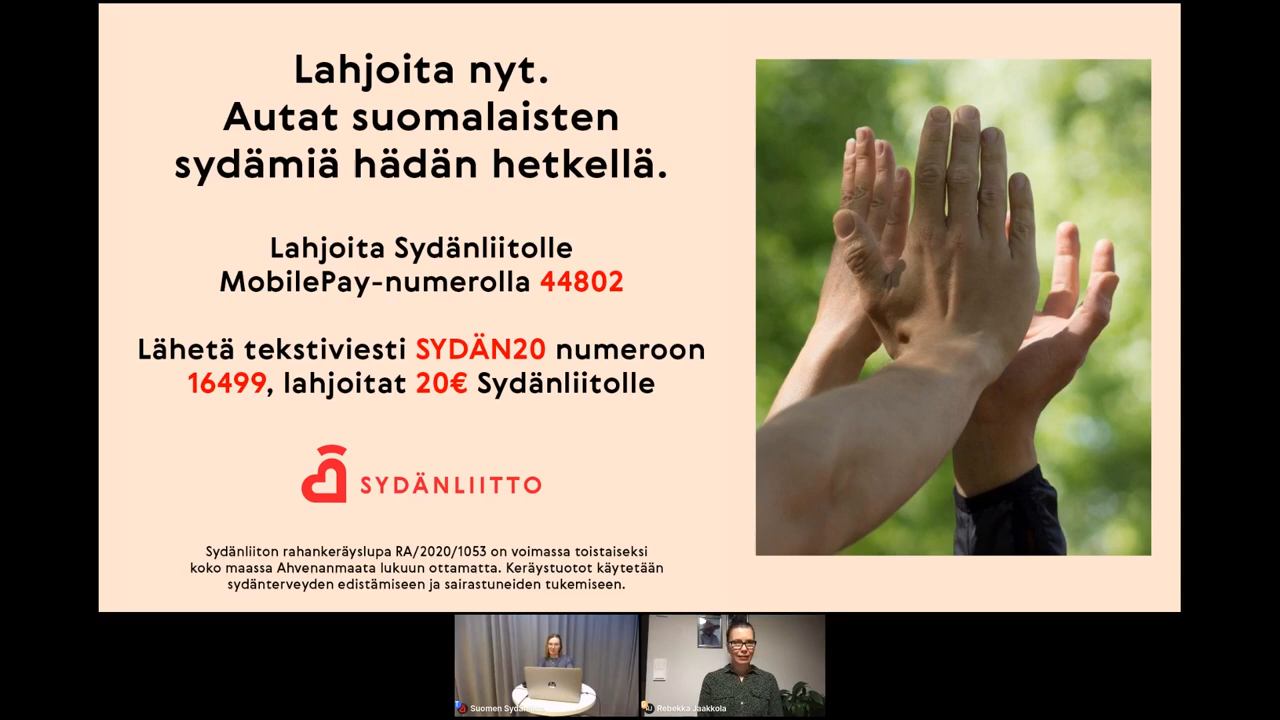 Lahjoita nyt.
Autat suomalaisten
sydämiä hädän hetkellä.
Lahjoita Sydänliitolle
MobilePay-numerolla 44802
Lähetä tekstiviesti SYDÄN20 numeroon
16499, lahjoitat 20€ Sydänliitolle
SYDÄNLIITTO
Sydänliiton rahankeräyslupa RA/2020/1053 on voimassa toistaiseksi
koko maassa Ahvenanmaata lukuun ottamatta. Keräystuotot käytetään
sydänterveyden edistämiseen ja sairastuneiden tukemiseen.
Suomen
Rebekka Jaakkola